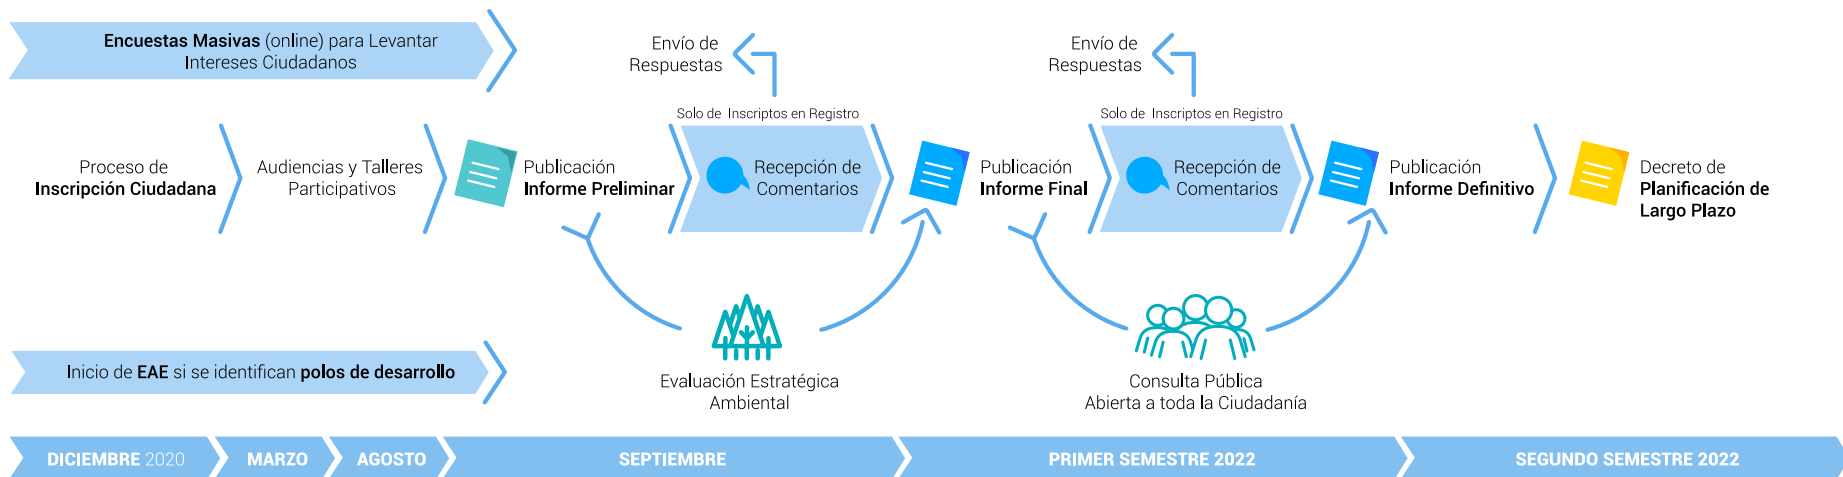 Encuestas Masivas (online) para Levantar
Intereses Ciudadanos
Envío de
Respuestas
Envío de
Respuestas
Solo de Inscriptos en Registro
Solo de Inscriptos en Registro
Proceso de
Inscripción Ciudadana
Audiencias y Talleres
Participativos
Publicación
Informe Preliminar
Recepción de
Comentarios
Publicación
Informe Final
Recepción de
Comentarios
Publicación
Informe Definitivo
Decreto de
Planificación de
Largo Plazo
Inicio de EAE si se identifican polos de desarrollo
Evaluación Estratégica
Ambiental
Consulta Pública
Abierta a toda la Ciudadanía
DICIEMBRE 2020
MARZO
AGOSTO
SEPTIEMBRE
PRIMER SEMESTRE 2022
SEGUNDO SEMESTRE 2022